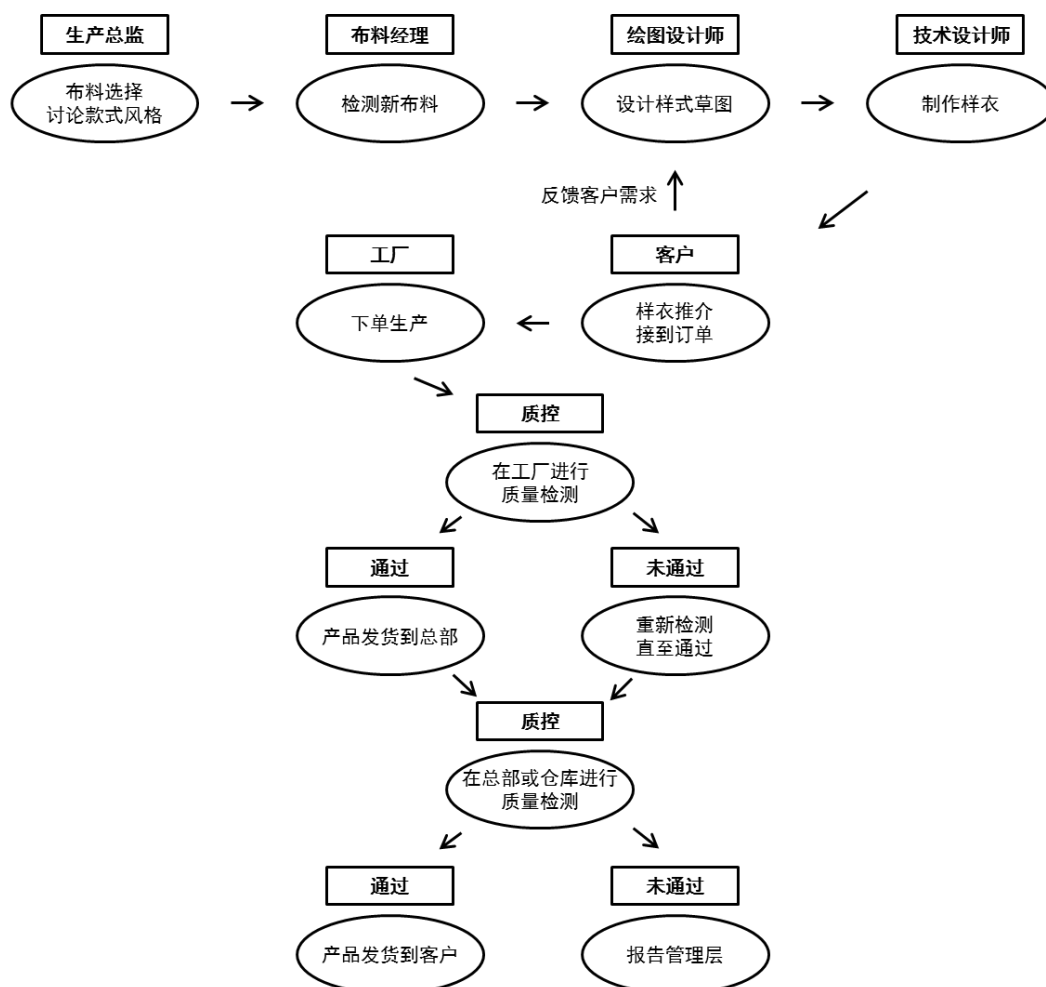 生产总监
布料经理
绘图设计师
技术设计师
布料选择
讨论款式风格
检测新布料
设计样式草图
制作样衣
反馈客户需求
工厂
客户
下单生产
样衣推介
接到订单
质控
在工厂进行
质量检测
通过
未通过
产品发货到总部
重新检测
直至通过
质控
在总部或仓库进行
质量检测
通过
未通过
产品发货到客户
报告管理层